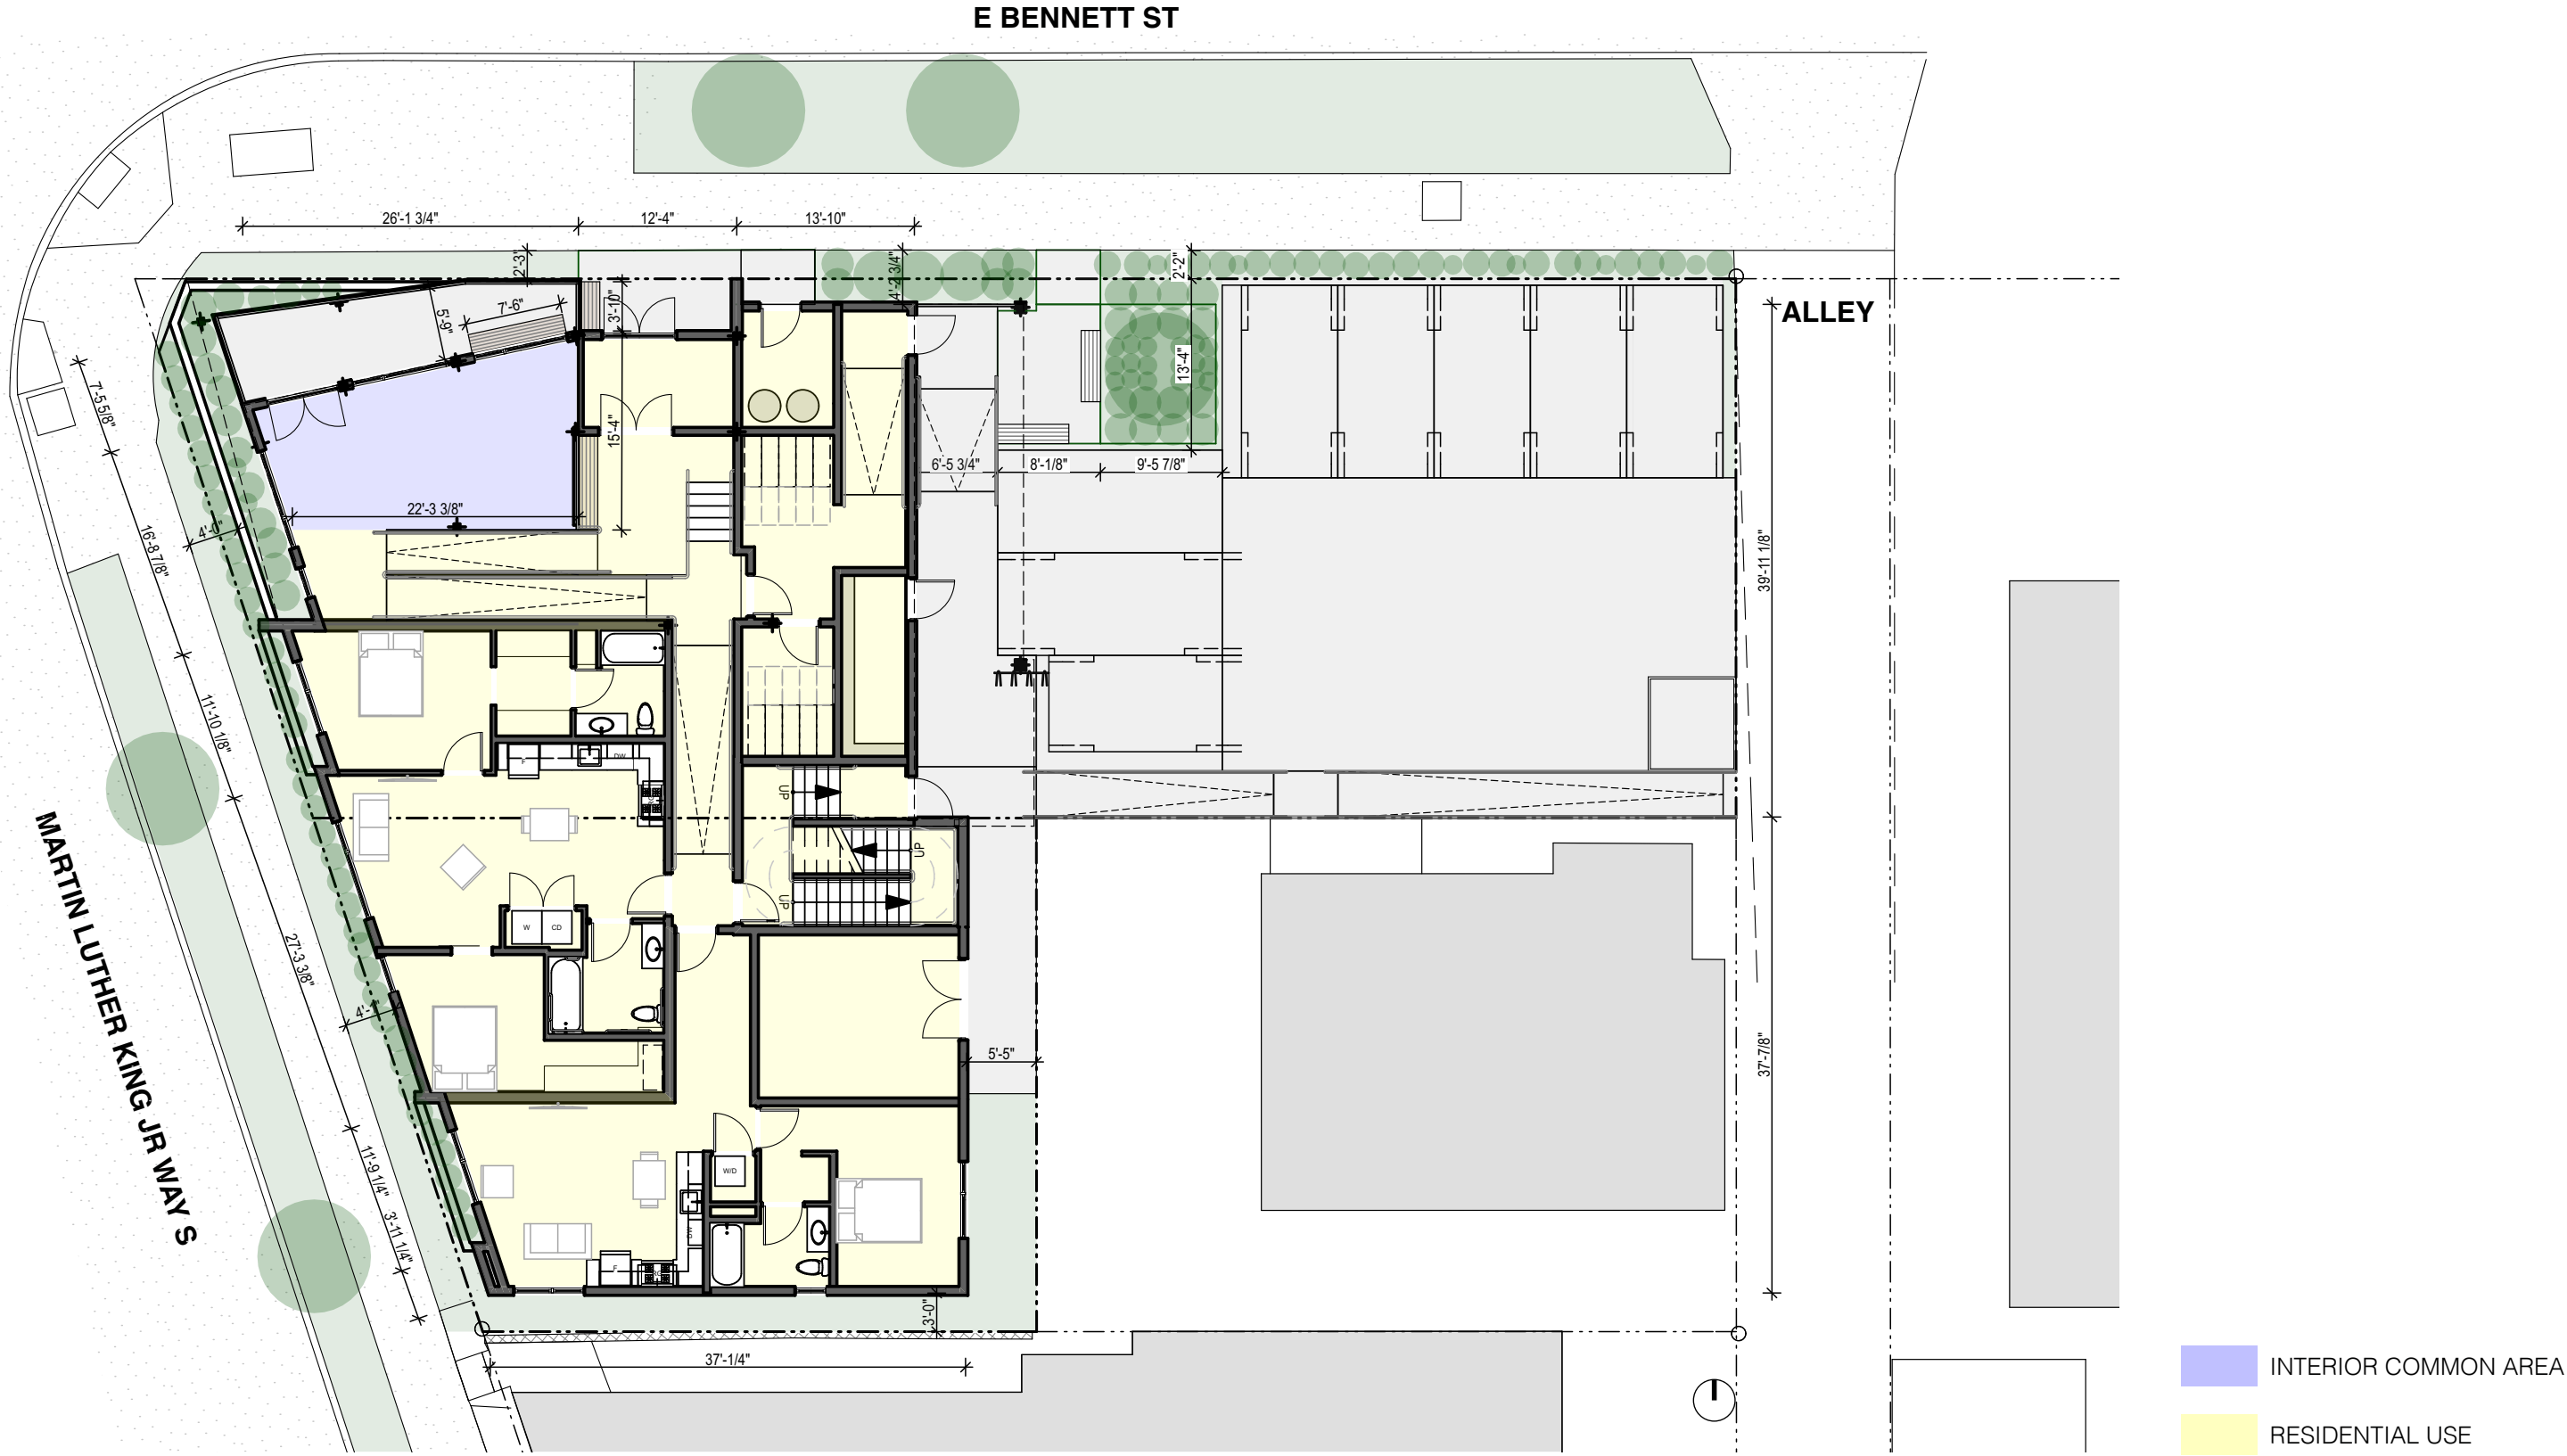 E BENNETT ST
26'-1 3/4"
12'-4"
13'-10"
2'-3"
4'-2 3/4"
2'-2"
7'-6"
5'-9"
3'-10"
ALLEY
13'-4"
7'-5 5/8"
15'-4"
6'-5 3/4"
8'-1/8"
9'-5 7/8"
22'-3 3/8"
4'-0"
16'-8 7/8"
39'-11 1/8"
11'-10 1/8"
F
DW
UP
UP
UP
MARTIN LUTHER KING JR WAY S
W
CD
27'-3 3/8"
5'-5"
37'-7/8"
W/D
11'-9 1/4"
3'-11 1/4"
F
3'-0"
37'-1/4"
INTERIOR COMMON AREA
RESIDENTIAL USE